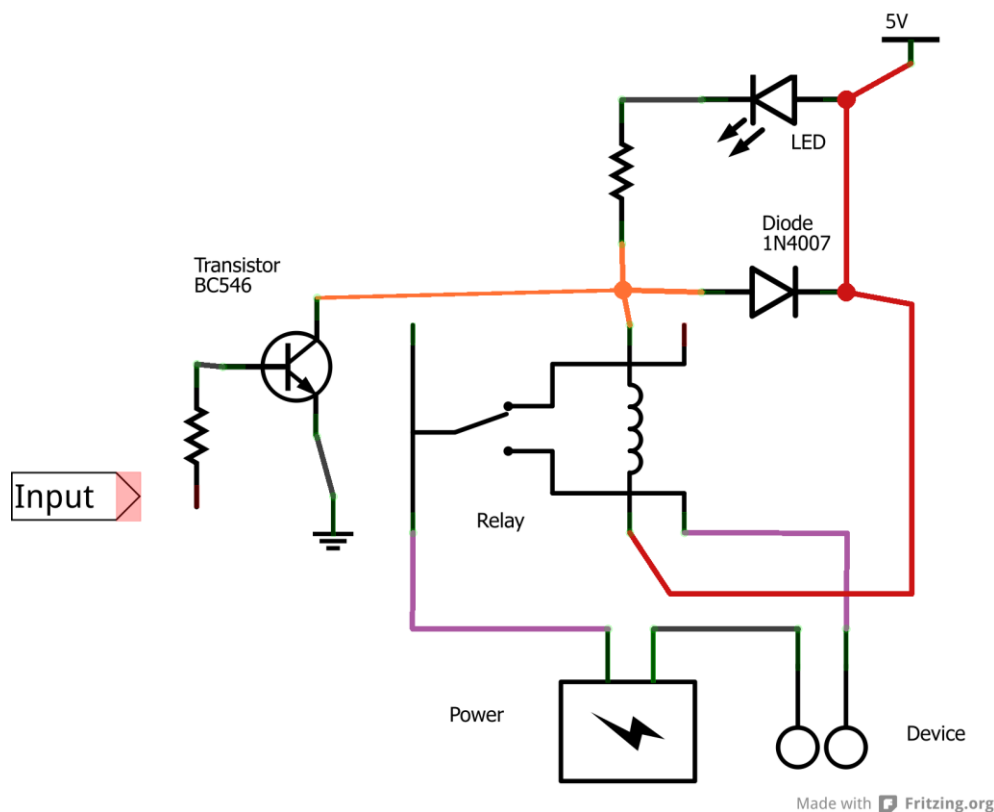 5V
LED
Diode
1N4007
Transistor
BC546
Input
Relay
Power
Device
Made with Fritzing.org